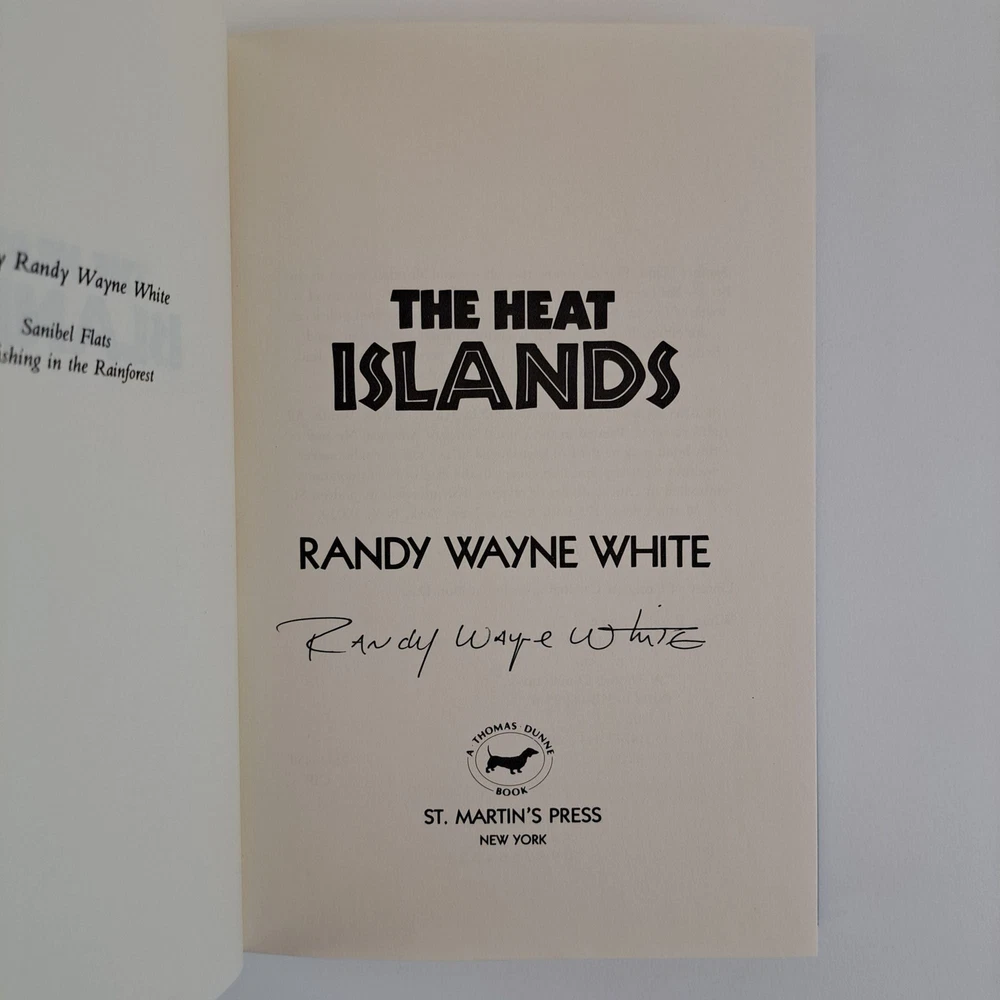 Randy Wayne White
Sanibel Flats
in the Rainforest
THE HEAT
ISLANDS
RANDY WAYNE WHITE
Randy Wayne White
A THOMAS DUNNE
BOOK
ST. MARTIN'S PRESS
NEW YORK